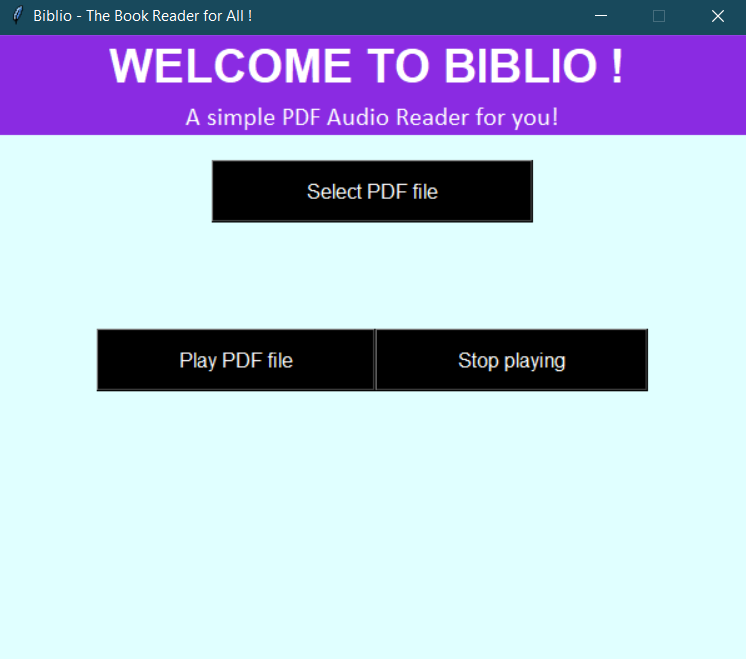 Biblio - The Book Reader for All !
WELCOME TO BIBLIO !
A simple PDF Audio Reader for you!
Select PDF file
Play PDF file
Stop playing